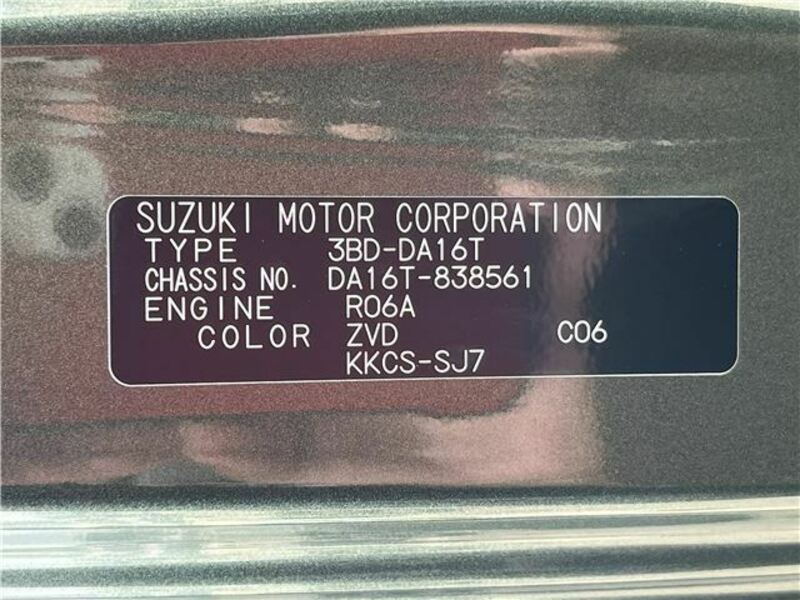 SUZUKI MOTOR CORPORATION
TYPE 3BD-DA16T
CHASSIS NO. DA16T-838561
ENGINE R06A
COLOR ZVD C06
KKCS-SJ7